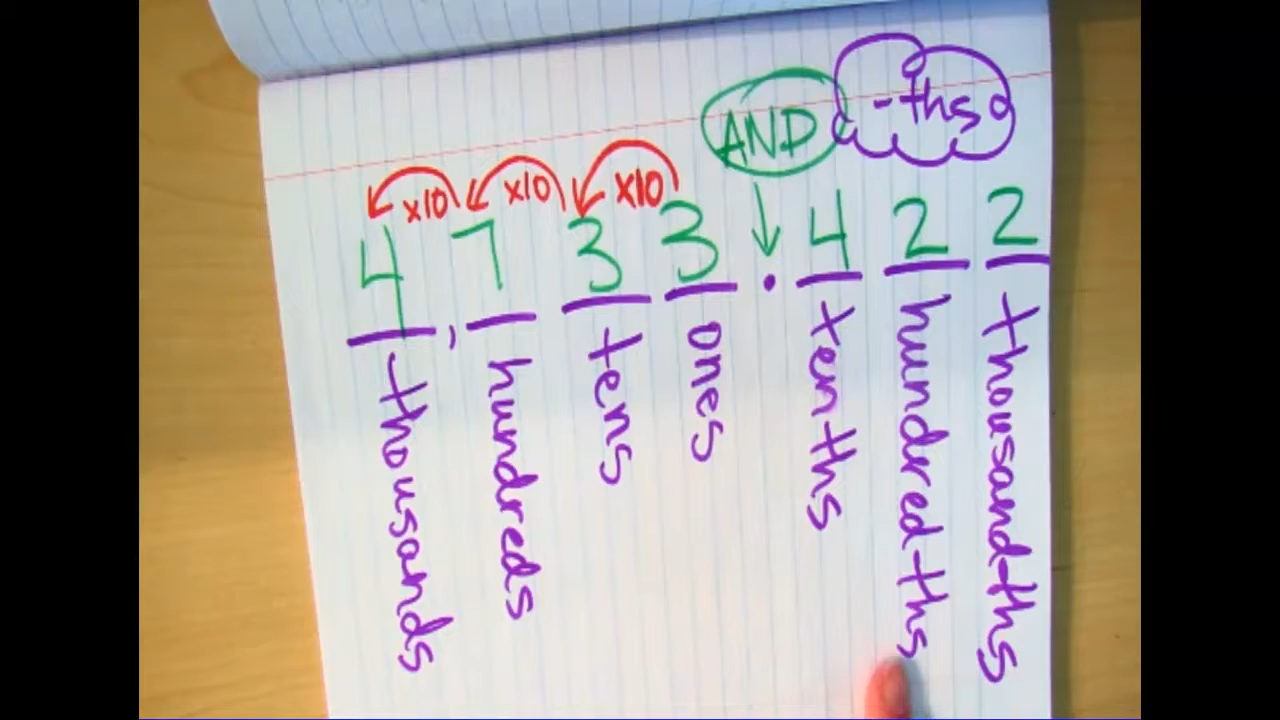 AND -ths
x10 x10 x10
4,733.422
thousands hundreds tens ones tenths hundredths thousandths